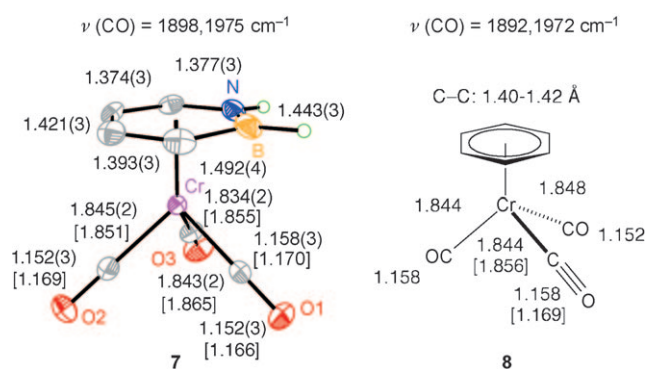 ν (CO) = 1898,1975 cm⁻¹
ν (CO) = 1892,1972 cm⁻¹
1.377(3)
1.374(3)
N
1.443(3)
C–C: 1.40-1.42 Å
1.421(3)
B
1.393(3)
1.492(4)
Cr
1.834(2)
[1.855]
1.845(2)
[1.851]
1.152(3)
[1.169]
O3
1.158(3)
[1.170]
1.843(2)
[1.865]
O2
O1
1.152(3)
[1.166]
7
1.848
1.844
Cr
CO
1.152
OC
1.844
[1.856]
C
1.158
O
1.158
[1.169]
8